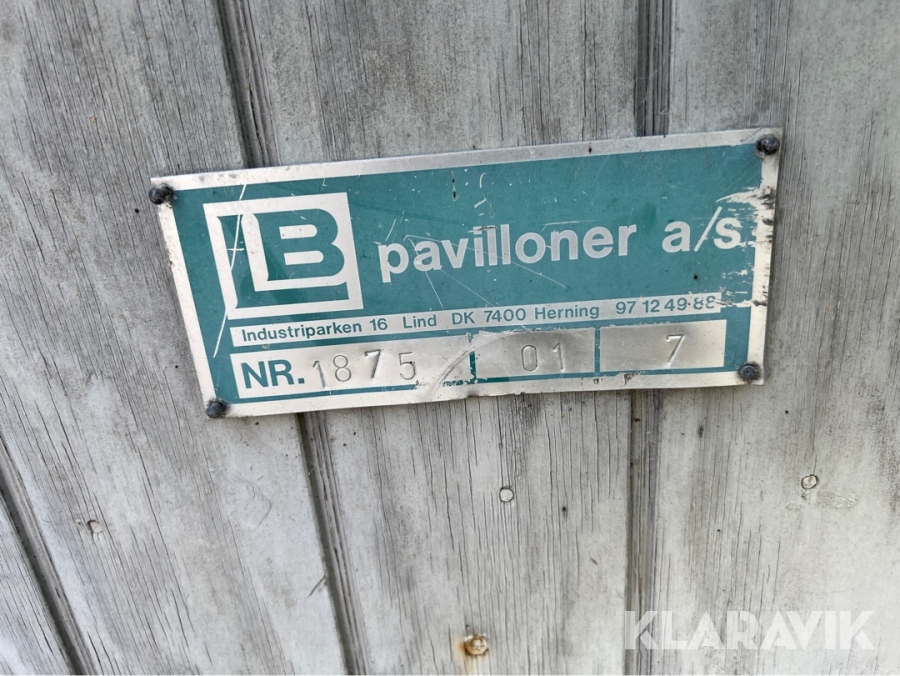 LB pavilloner a/s
Industriparken 16 Lind DK 7400 Herning 97 12 49 88
NR. 1875 01 7
KLARAVIK